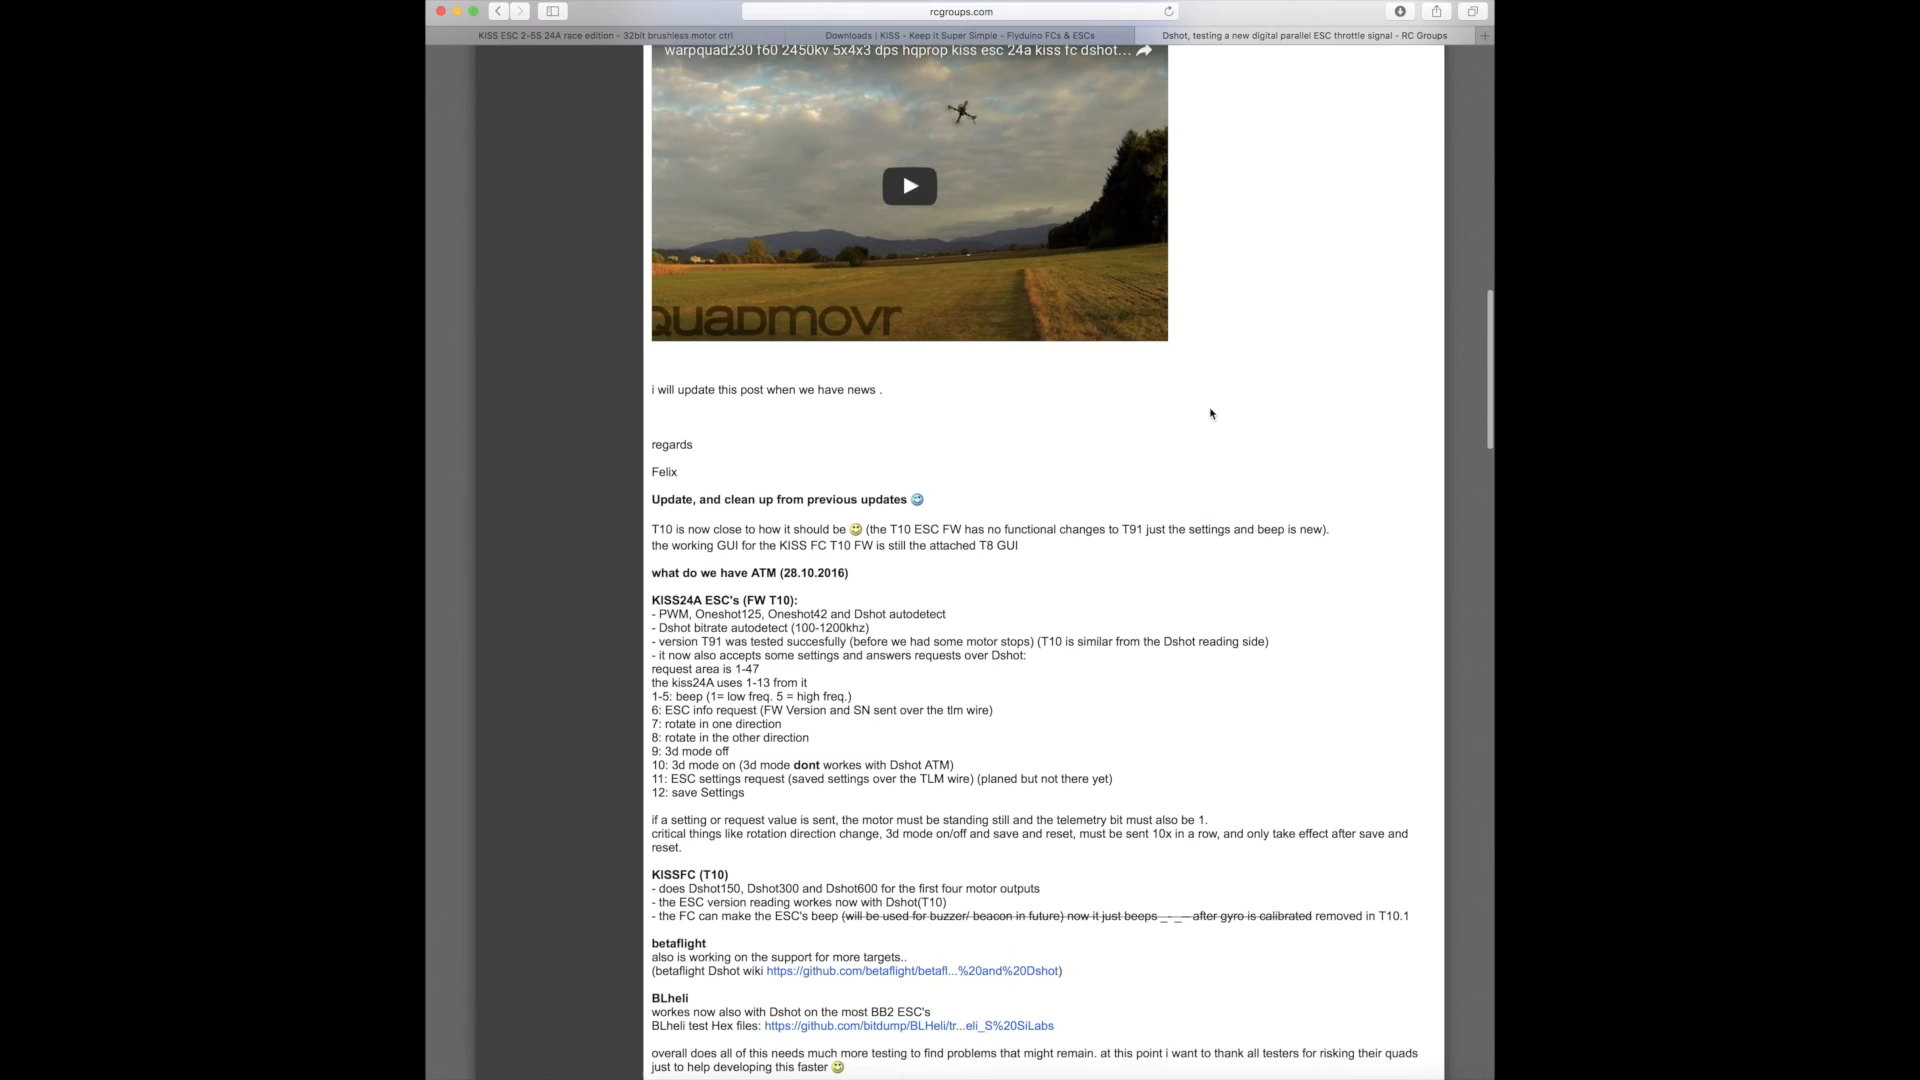 rcgroups.com
KISS ESC 2-5S 24A race edition - 32bit brushless motor ctrl
Downloads | KISS - Keep It Super Simple - Flyduino FCs & ESCs
Dshot, testing a new digital parallel ESC throttle signal - RC Groups
warpquad230 f60 2450kv 5x4x3 dps hqprop kiss esc 24a kiss fc dshot...
QUADMOVR
i will update this post when we have news .
regards
Felix
Update, and clean up from previous updates
T10 is now close to how it should be (the T10 ESC FW has no functional changes to T91 just the settings and beep is new).
the working GUI for the KISS FC T10 FW is still the attached T8 GUI
what do we have ATM (28.10.2016)
KISS24A ESC's (FW T10):
- PWM, Oneshot125, Oneshot42 and Dshot autodetect
- Dshot bitrate autodetect (100-1200khz)
- version T91 was tested succesfully (before we had some motor stops) (T10 is similar from the Dshot reading side)
- it now also accepts some settings and answers requests over Dshot:
request area is 1-47
the kiss24A uses 1-13 from it
1-5: beep (1= low freq. 5 = high freq.)
6: ESC info request (FW Version and SN sent over the tlm wire)
7: rotate in one direction
8: rotate in the other direction
9: 3d mode off
10: 3d mode on (3d mode dont workes with Dshot ATM)
11: ESC settings request (saved settings over the TLM wire) (planed but not there yet)
12: save Settings
if a setting or request value is sent, the motor must be standing still and the telemetry bit must also be 1.
critical things like rotation direction change, 3d mode on/off and save and reset, must be sent 10x in a row, and only take effect after save and
reset.
KISSFC (T10)
- does Dshot150, Dshot300 and Dshot600 for the first four motor outputs
- the ESC version reading workes now with Dshot(T10)
- the FC can make the ESC's beep (will be used for buzzer/ beacon in future) now it just beeps _-_-- after gyro is calibrated removed in T10.1
betaflight
also is working on the support for more targets..
(betaflight Dshot wiki https://github.com/betaflight/betafl...%20and%20Dshot)
BLheli
workes now also with Dshot on the most BB2 ESC's
BLheli test Hex files: https://github.com/bitdump/BLHeli/tr...eli_S%20SiLabs
overall does all of this needs much more testing to find problems that might remain. at this point i want to thank all testers for risking their quads
just to help developing this faster